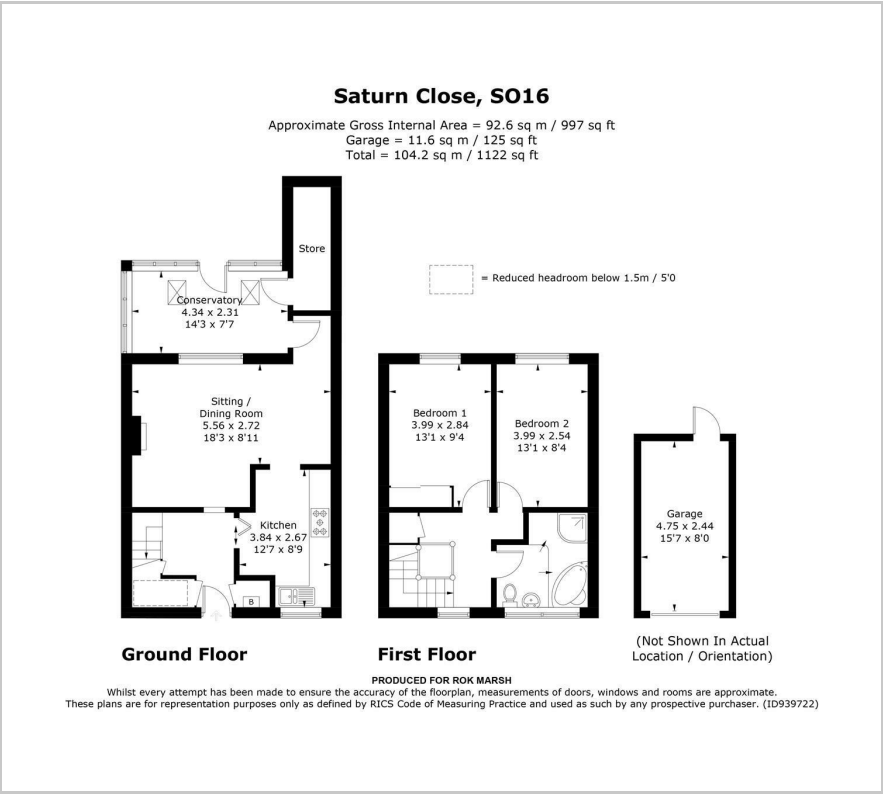 Saturn Close, SO16
Approximate Gross Internal Area = 92.6 sq m / 997 sq ft
Garage = 11.6 sq m / 125 sq ft
Total = 104.2 sq m / 1122 sq ft
Store
= Reduced headroom below 1.5m / 5'0
Conservatory
4.34 x 2.31
14'3 x 7'7
Sitting /
Dining Room
5.56 x 2.72
18'3 x 8'11
Kitchen
3.84 x 2.67
12'7 x 8'9
B
Bedroom 1
3.99 x 2.84
13'1 x 9'4
Bedroom 2
3.99 x 2.54
13'1 x 8'4
Garage
4.75 x 2.44
15'7 x 8'0
(Not Shown In Actual
Location / Orientation)
Ground Floor
First Floor
PRODUCED FOR ROK MARSH
Whilst every attempt has been made to ensure the accuracy of the floorplan, measurements of doors, windows and rooms are approximate.
These plans are for representation purposes only as defined by RICS Code of Measuring Practice and used as such by any prospective purchaser. (ID939722)